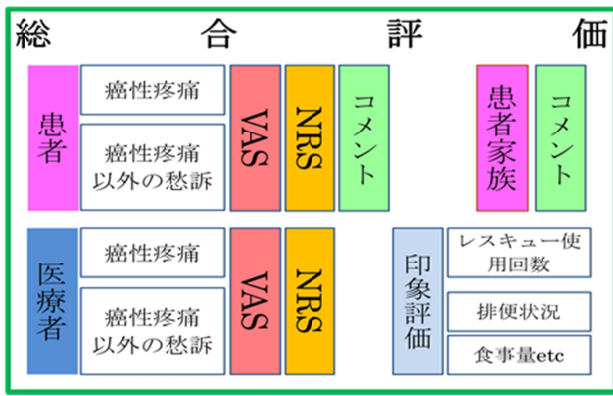 総合評価
患者
癌性疼痛
癌性疼痛
以外の愁訴
VAS
NRS
コメント
患者家族
コメント
医療者
癌性疼痛
癌性疼痛
以外の愁訴
VAS
NRS
印象評価
レスキュー使
用回数
排便状況
食事量etc